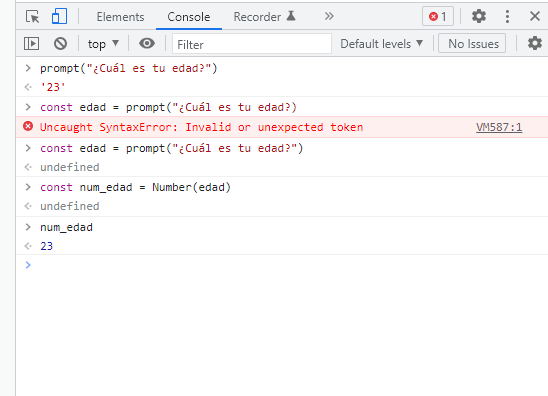 Elements Console Recorder 1
top Filter Default levels No Issues
prompt("¿Cuál es tu edad?")
'23'
const edad = prompt("¿Cuál es tu edad?)
Uncaught SyntaxError: Invalid or unexpected token VM587:1
const edad = prompt("¿Cuál es tu edad?")
undefined
const num_edad = Number(edad)
undefined
num_edad
23